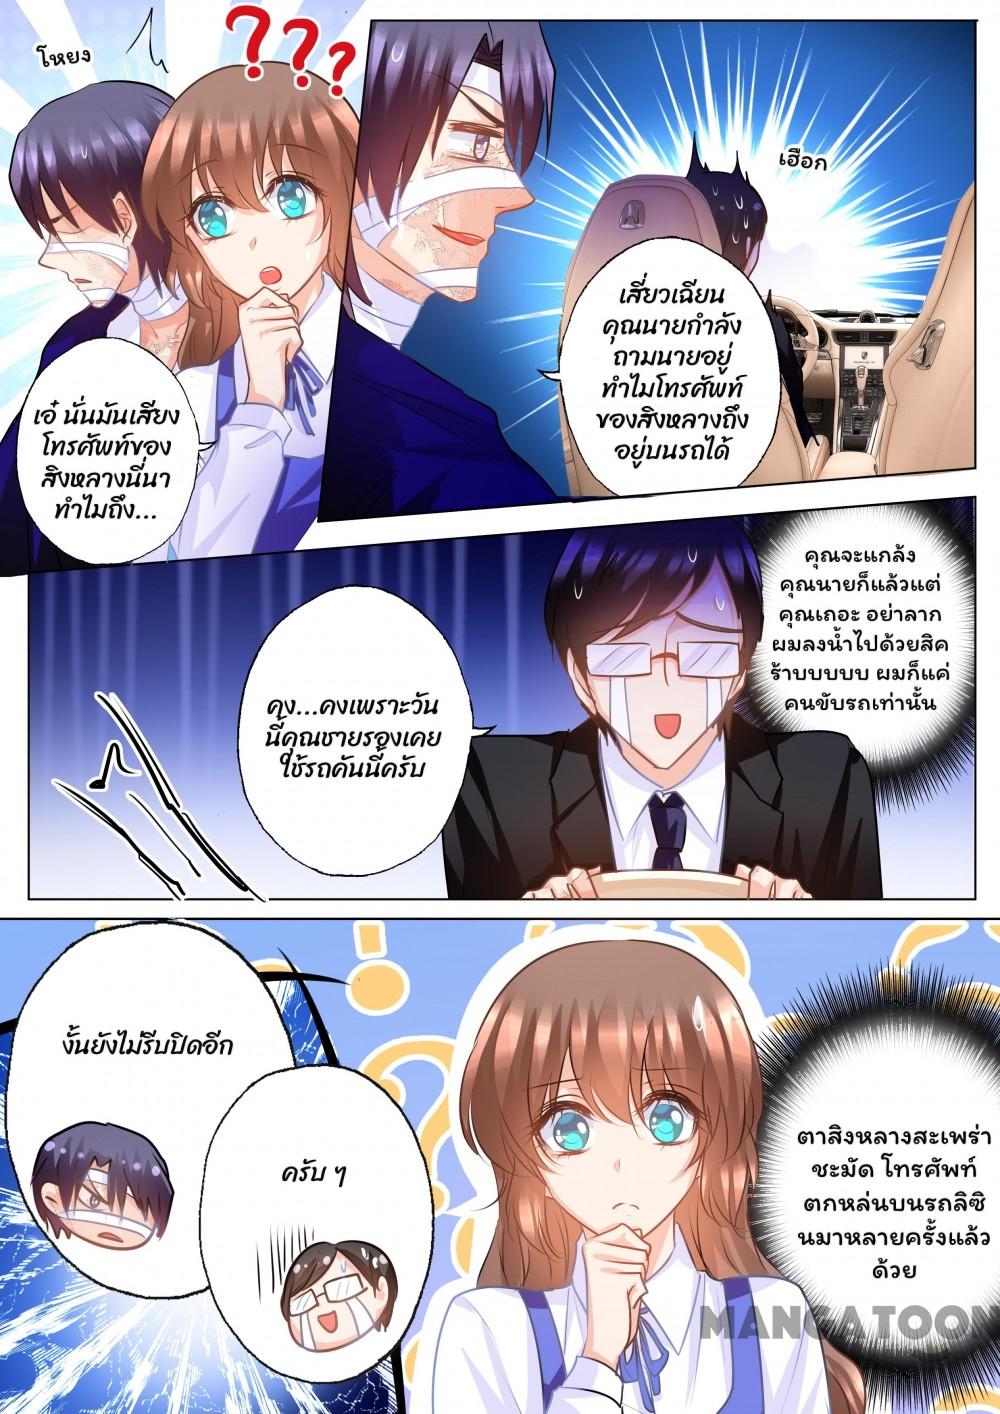 โหยง
???
เอ๋ นั่นมันเสียง
โทรศัพท์ของ
สิงหลางนี่นา
ทำไมถึง...
เฮือก
เสี่ยวเฉียน
คุณนายกำลัง
ถามนายอยู่
ทำไมโทรศัพท์
ของสิงหลางถึง
อยู่บนรถได้
คุณจะแกล้ง
คุณนายก็แล้วแต่
คุณเถอะ อย่าลาก
ผมลงน้ำไปด้วยสิค
ร้าบบบบบ ผมก็แค่
คนขับรถเท่านั้น
คง...คงเพราะวัน
นี้คุณชายรองเคย
ใช้รถคันนี้ครับ
งั้นยังไม่รีบปิดอีก
ครับ ๆ
ตาสิงหลางสะเพร่า
ชะมัด โทรศัพท์
ตกหล่นบนรถลิซิ
นมาหลายครั้งแล้ว
ด้วย
MANGATOON